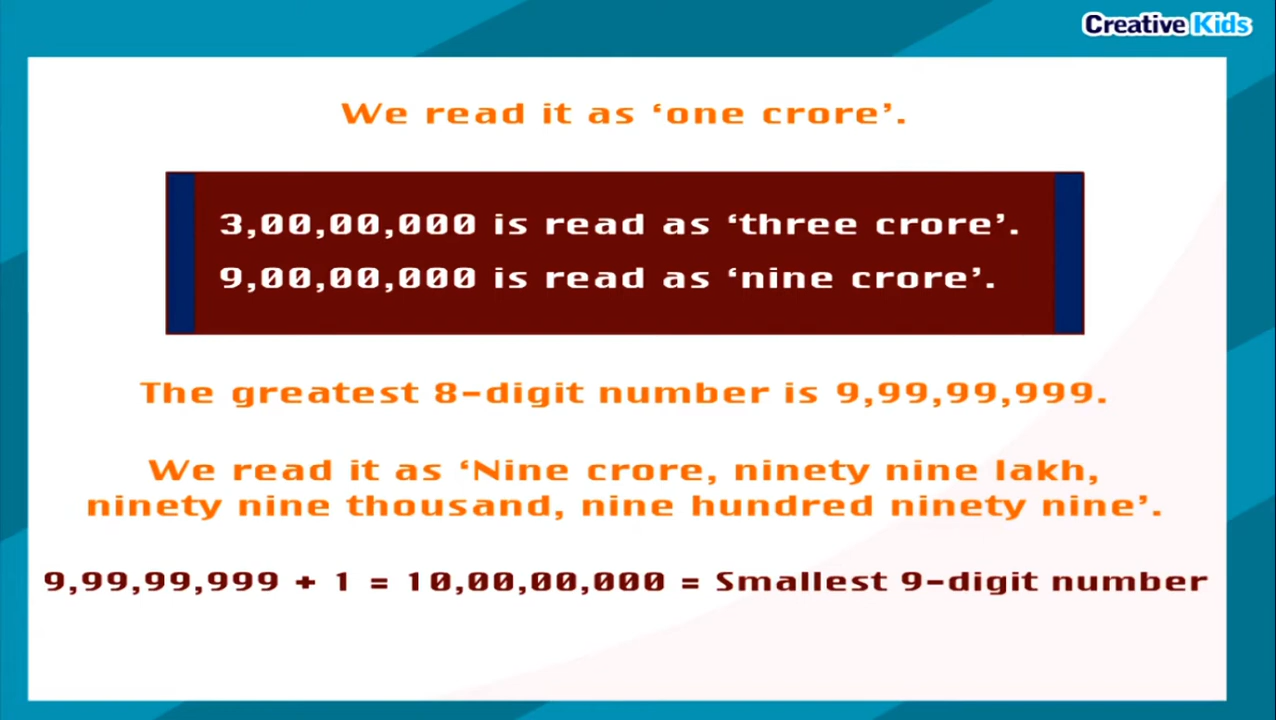 Creative Kids
We read it as ‘one crore’.
3,00,00,000 is read as ‘three crore’.
9,00,00,000 is read as ‘nine crore’.
The greatest 8-digit number is 9,99,99,999.
We read it as ‘Nine crore, ninety nine lakh,
ninety nine thousand, nine hundred ninety nine’.
9,99,99,999 + 1 = 10,00,00,000 = Smallest 9-digit number